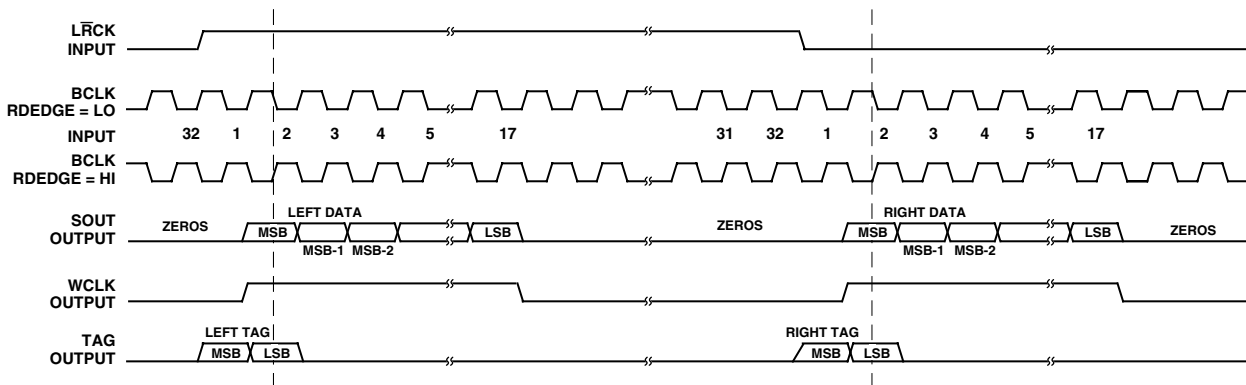 LRCK
INPUT
BCLK
RDEDGE = LO
INPUT
32 1 2 3 4 5 17 31 32 1 2 3 4 5 17
BCLK
RDEDGE = HI
SOUT
OUTPUT
ZEROS
LEFT DATA
MSB
MSB-1
MSB-2
LSB
ZEROS
RIGHT DATA
MSB
MSB-1
MSB-2
LSB
ZEROS
WCLK
OUTPUT
TAG
OUTPUT
LEFT TAG
MSB
LSB
RIGHT TAG
MSB
LSB